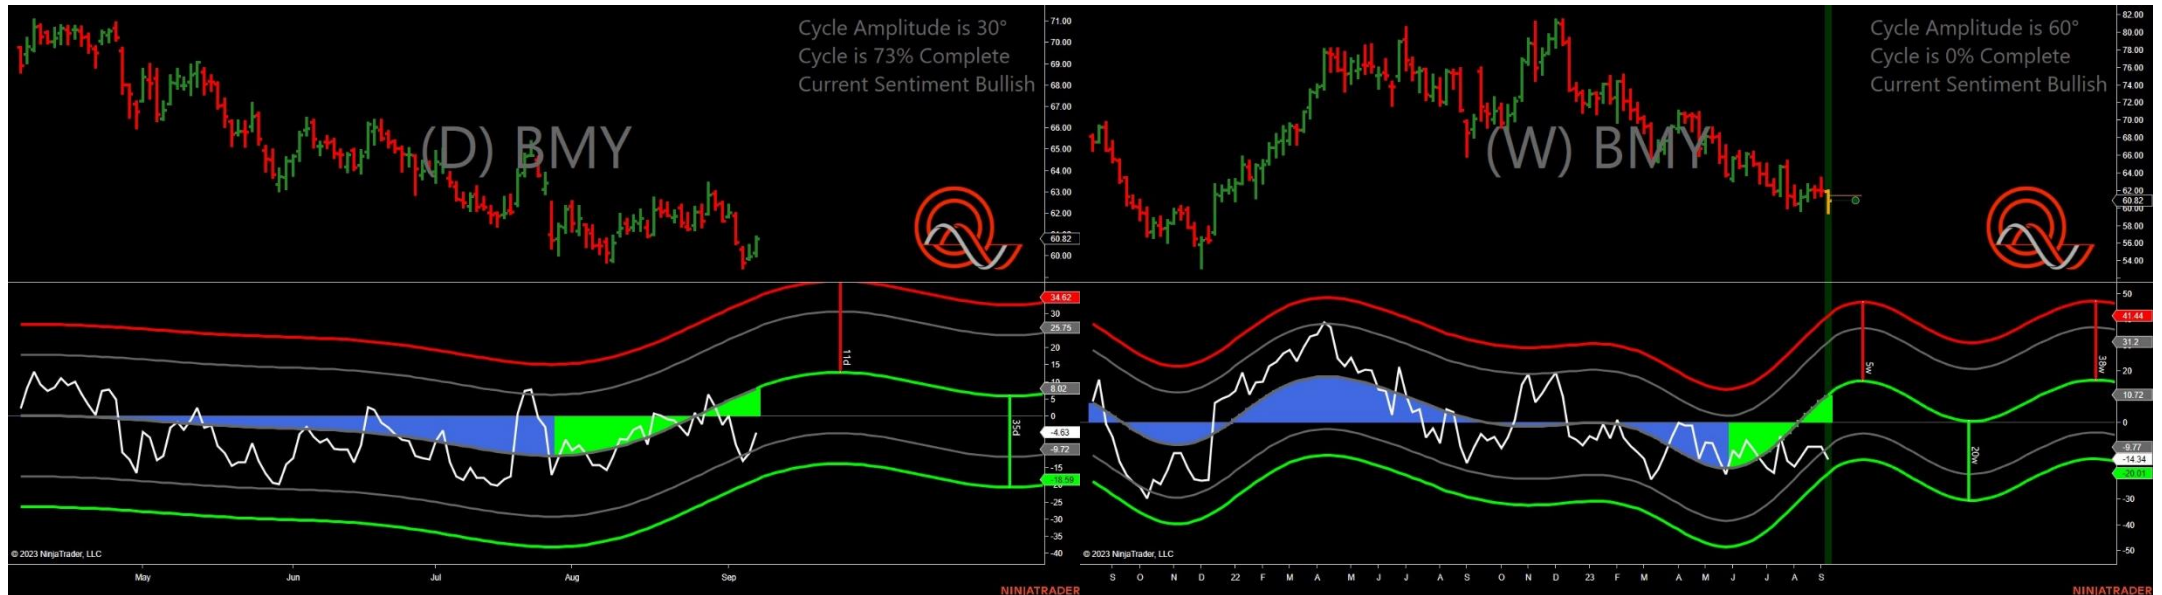 Cycle Amplitude is 30°
Cycle is 73% Complete
Current Sentiment Bullish
(D) BMY
71.00
70.00
69.00
68.00
67.00
66.00
65.00
64.00
63.00
62.00
60.82
60.00
34.62
30
25.75
20
15
8.02
5
0
-4.63
-9.72
-15
-18.59
-25
-30
-35
-40
11d
35d
© 2023 NinjaTrader, LLC
May Jun Jul Aug Sep
NINJATRADER
Cycle Amplitude is 60°
Cycle is 0% Complete
Current Sentiment Bullish
(W) BMY
82.00
80.00
78.00
76.00
74.00
72.00
70.00
68.00
66.00
64.00
62.00
60.82
60.00
58.00
56.00
54.00
50
41.44
31.2
20
10.72
0
-9.77
-14.34
-20.01
-30
-40
-50
5w
20w
38w
© 2023 NinjaTrader, LLC
S O N D 22 F M A M J J A S O N D 23 F M A M J J A S
NINJATRADER